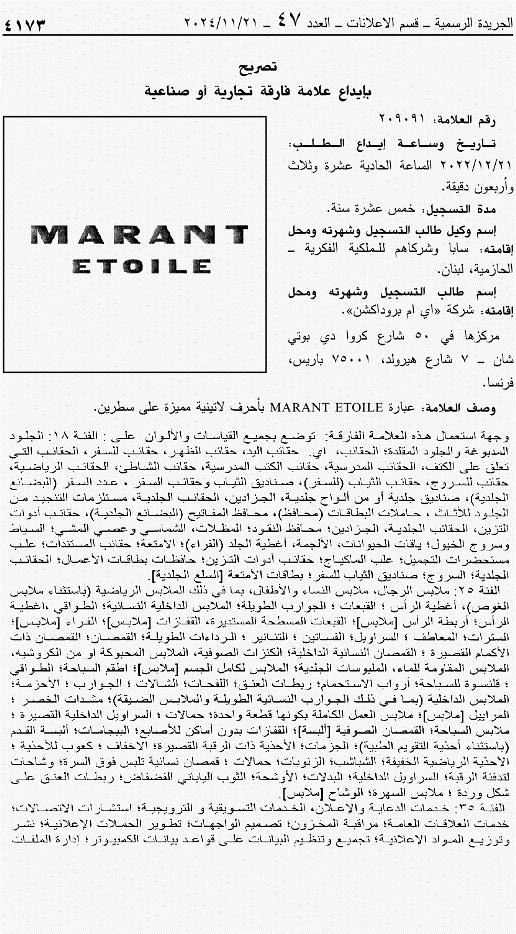 الجريدة الرسمية ــ قسم الاعلانات ــ العدد ٤٧ ــ ٢٠٢٤/١١/٢١
٤١٧٣
تصريح
بإيداع علامة فارقة تجارية أو صناعية
رقم العلامة: ٢٠٩٠٩١
تاريخ وساعة إيداع الطلب:
٢٠٢٢/١٢/٢١ الساعة الحادية عشرة وثلاث
وأربعون دقيقة.
مدة التسجيل: خمس عشرة سنة.
إسم وكيل طالب التسجيل وشهرته ومحل
إقامته: سابا وشركاهم للملكية الفكرية ــ
الحازمية، لبنان.
إسم طالب التسجيل وشهرته ومحل
إقامته: شركة «اي ام بروداكشن».
مركزها في ٥٠ شارع كروا دي بوتي
شان ــ ٧ شارع هيرولد، ٧٥٠٠١ باريس،
فرنسا.
MARANT
ETOILE
وصف العلامة: عبارة MARANT ETOILE بأحرف لاتينية مميزة على سطرين.
وجهة استعمال هذه العلامة الفارقة: توضع بجميع القياسات والألوان على: الفئة ١٨: الجلود
المدبوغة والجلود المقلدة؛ الحقائب، اي. حقائب اليد، حقائب الظهر، حقائب للسفر، الحقائب التي
تعلق على الكتف، الحقائب المدرسية، حقائب الكتب المدرسية، حقائب الشاطئ، الحقائب الرياضية،
حقائب للسروج، حقائب الثياب (للسفر)، صناديق الثياب وحقائب السفر ، عدد السفر (البضائع
الجلدية)، صناديق جلدية أو من ألواح جلدية، الجزادين، الحقائب الجلدية، مستلزمات التنجيد من
الجلود للأثاث ، حاملات البطاقات (محافظ)، محافظ المفاتيح (البضائع الجلدية)، حقائب أدوات
التزين، الحقائب الجلدية، الجزادين؛ محافظ النقود؛ المظلات، الشماسي وعصي المشي؛ السياط
وسروج الخيول؛ ياقات الحيوانات، الألجمة، أغطية الجلد (الفراء)؛ الامتعة؛ حقائب المستندات؛ علب
مستحضرات التجميل؛ علب الماكياج؛ حقائب أدوات التزين؛ حافظات بطاقات الأعمال؛ الحقائب
الجلدية؛ السروج؛ صناديق الثياب للسفر؛ بطاقات الأمتعة [السلع الجلدية].
الفئة ٢٥: ملابس الرجال، ملابس النساء والأطفال، بما في ذلك الملابس الرياضية (باستثناء ملابس
الغوص)، أغطية الرأس ؛ القبعات ؛ الجوارب الطويلة؛ الملابس الداخلية النسائية؛ الطواقي ،اغطية
الرأس؛ أربطة الرأس [ملابس]؛ القبعات المسطحة المستديرة، القفازات [ملابس]؛ الفراء [ملابس]؛
السترات؛ المعاطف ؛ السراويل؛ الفساتين ؛ التنانير ؛ الرداءات الطويلة؛ القمصان؛ القمصان ذات
الأكمام القصيرة ؛ القمصان النسائية الداخلية؛ الكنزات الصوفية، الملابس المحبوكة او من الكروشيه،
الملابس المقاومة للماء، الملبوسات الجلدية؛ الملابس لكامل الجسم [ملابس]؛ اطقم السباحة؛ الطواقي
؛ قلنسوة للسباحة؛ أرواب الاستحمام؛ ربطات العنق؛ اللفحات؛ الشالات ؛ الجوارب ؛ الأحزمة؛
الملابس الداخلية (بما في ذلك الجوارب النسائية الطويلة والملابس الضيقة)؛ مشدات الخصر ؛
المراييل [ملابس]؛ ملابس العمل الكاملة بكونها قطعة واحدة؛ حمالات ؛ السراويل الداخلية القصيرة ؛
ملابس السباحة؛ القمصان الصوفية [ألبسة]؛ القفازات بدون أماكن للأصابع؛ البيجامات؛ ألبسة القدم
(باستثناء أحذية التقويم الطبية)؛ الجزمات؛ الأحذية ذات الرقبة القصيرة؛ الاخفاف ؛ كعوب للأحذية ؛
الأحذية الرياضية الخفيفة؛ الشباشب؛ الزنوبات؛ حمالات ؛ قمصان نسائية تلبس فوق السرة؛ وشاحات
لتدفئة الرقبة؛ السراويل الداخلية؛ البدلات؛ الأوشحة؛ الثوب الياباني الفضفاض؛ ربطات العنق على
شكل وردة ؛ ملابس السهرة؛ الوشاح [ملابس].
الفئة ٣٥: خدمات الدعاية والإعلان، الخدمات التسويقية و الترويجية؛ استشارات الاتصالات؛
خدمات العلاقات العامة؛ مراقبة المخزون؛ تصميم الواجهات؛ تطوير الحملات الإعلانية؛ نشر
وتوزيع المواد الإعلانية؛ تجميع وتنظيم البيانات على قواعد بيانات الكمبيوتر؛ إدارة الملفات